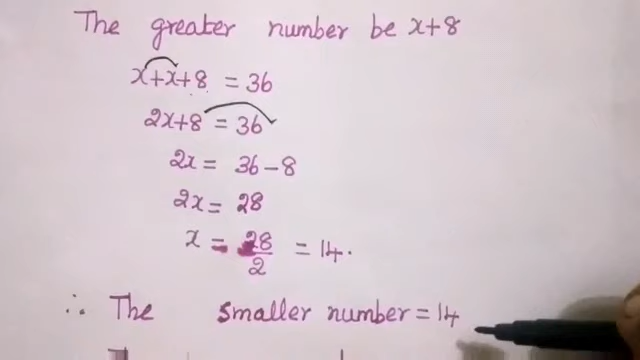 The greater number be x+8
x+x+8 = 36
2x+8 = 36
2x = 36-8
2x = 28
x = 28/2 = 14.
∴ The smaller number = 14